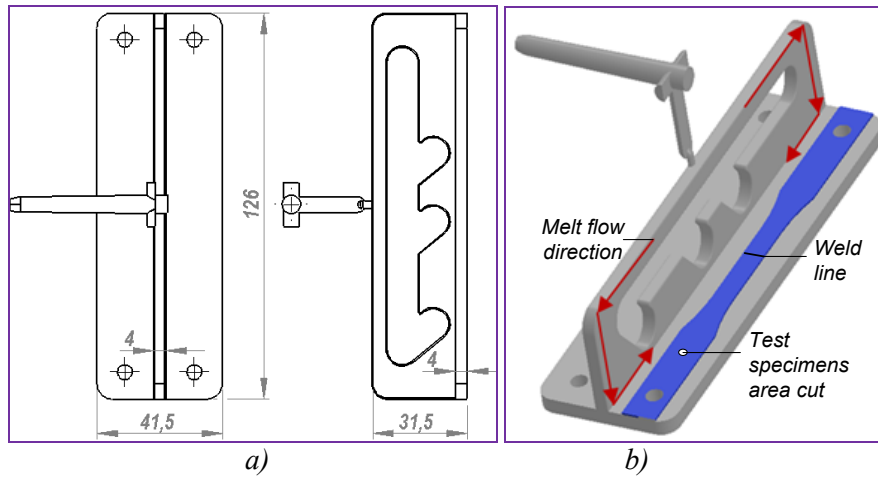 4
41,5
126
4
31,5
a)
b)
Melt flow
direction
Weld
line
Test
specimens
area cut